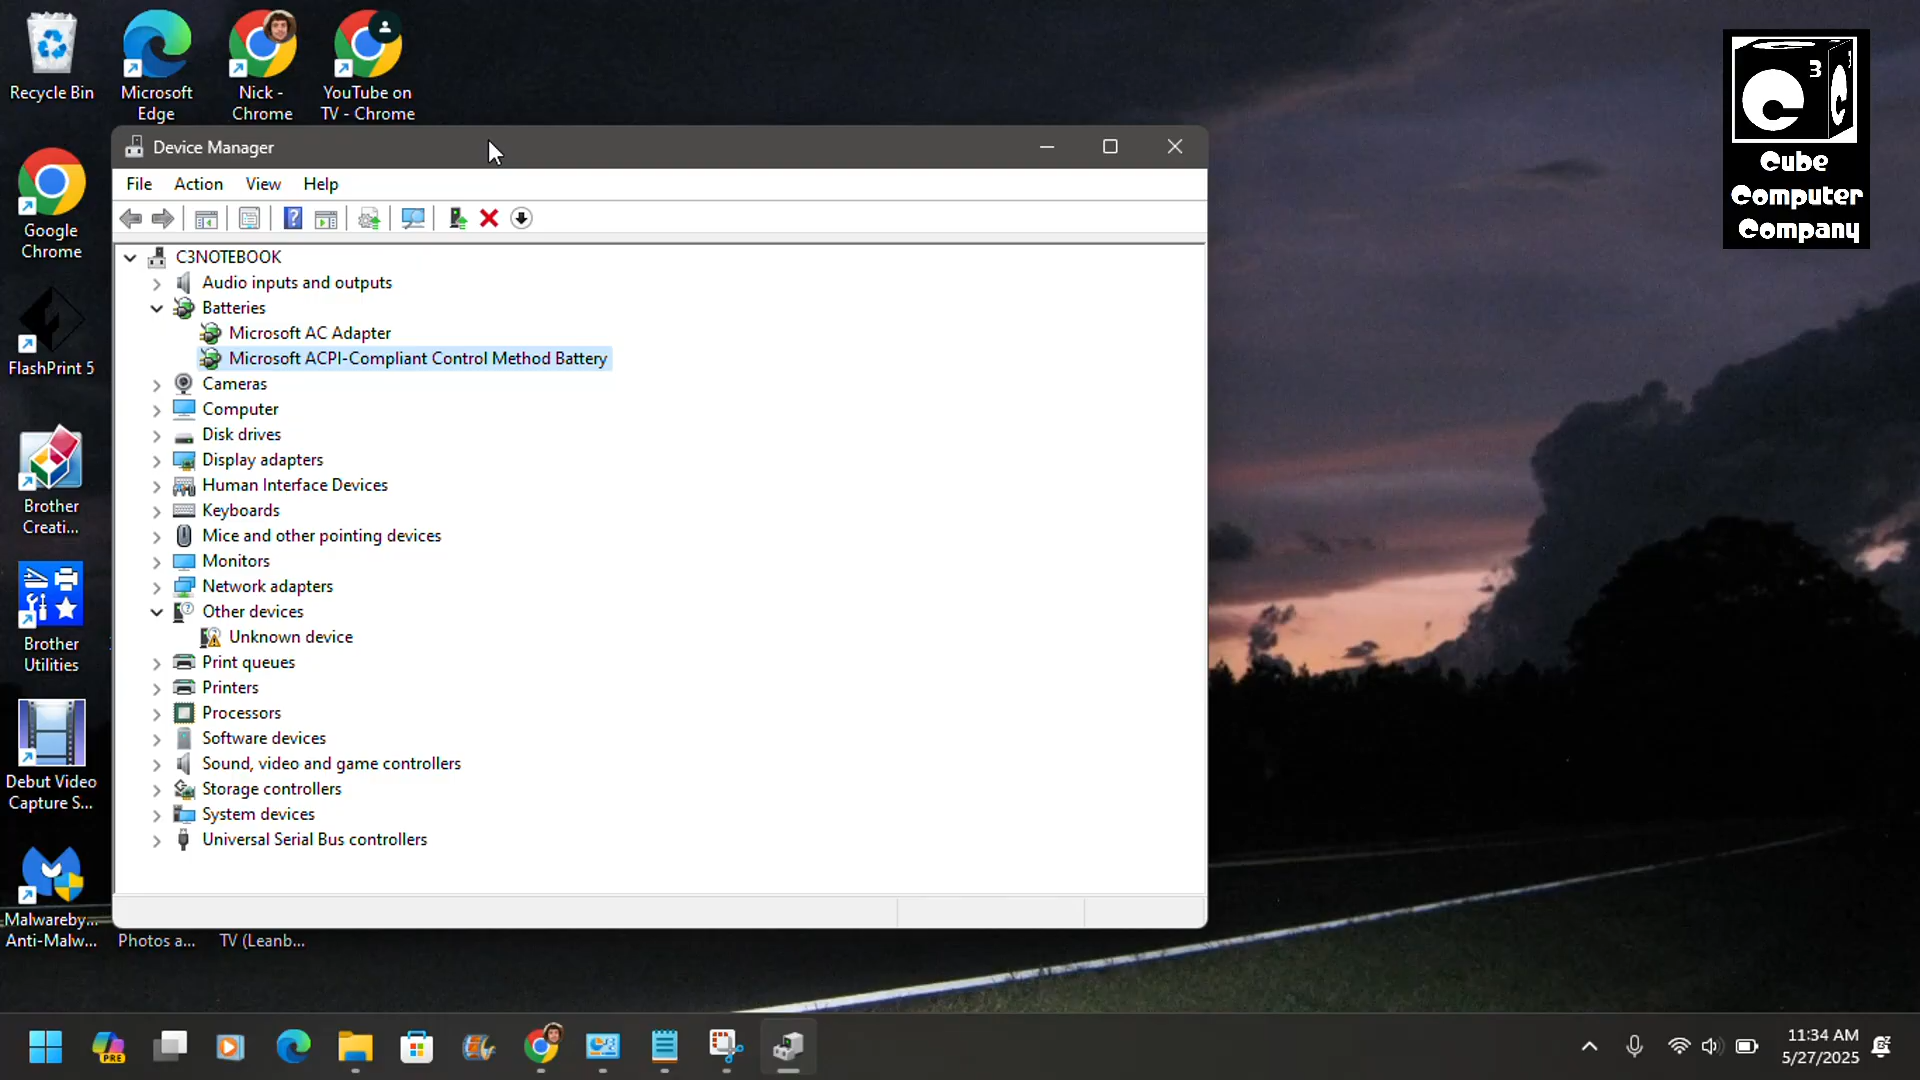 Recycle Bin
Microsoft
Edge
Nick -
Chrome
YouTube on
TV - Chrome
3
3
C
C
Cube
Computer
Company
Device Manager
File Action View Help
C3NOTEBOOK
Audio inputs and outputs
Batteries
Microsoft AC Adapter
Microsoft ACPI-Compliant Control Method Battery
Cameras
Computer
Disk drives
Display adapters
Human Interface Devices
Keyboards
Mice and other pointing devices
Monitors
Network adapters
Other devices
Unknown device
Print queues
Printers
Processors
Software devices
Sound, video and game controllers
Storage controllers
System devices
Universal Serial Bus controllers
Google
Chrome
FlashPrint 5
Brother
Creati...
Brother
Utilities
Debut Video
Capture S...
Malwareby...
Anti-Malw...
Photos a...
TV (Leanb...
PRE
11:34 AM
5/27/2025